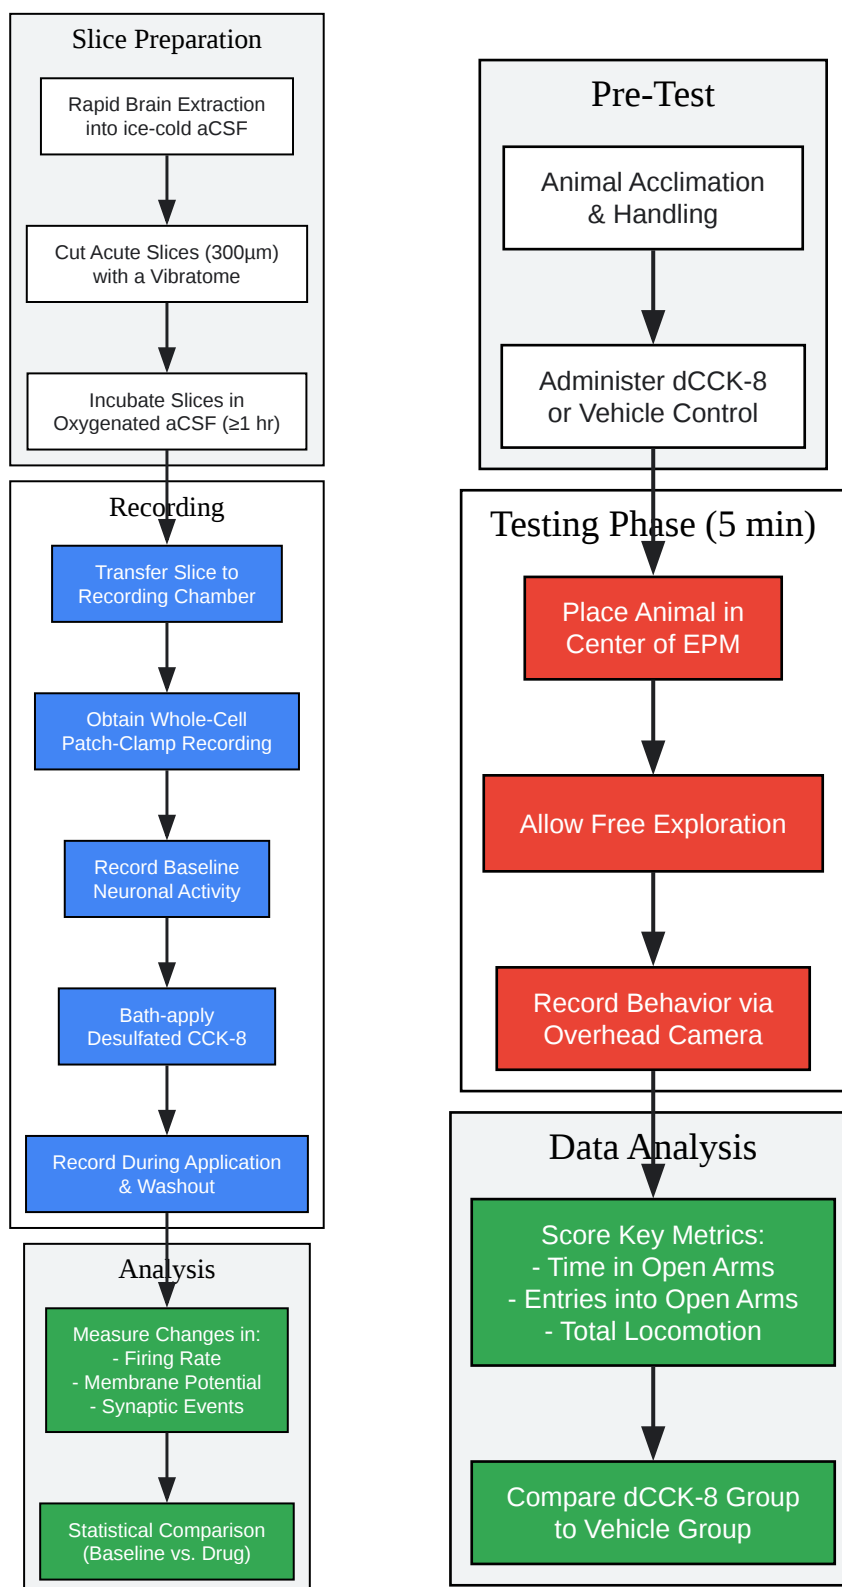 Slice Preparation
Rapid Brain Extraction
into ice-cold aCSF
Cut Acute Slices (300µm)
with a Vibratome
Incubate Slices in
Oxygenated aCSF (≥1 hr)
Recording
Transfer Slice to
Recording Chamber
Obtain Whole-Cell
Patch-Clamp Recording
Record Baseline
Neuronal Activity
Bath-apply
Desulfated CCK-8
Record During Application
& Washout
Analysis
Measure Changes in:
- Firing Rate
- Membrane Potential
- Synaptic Events
Statistical Comparison
(Baseline vs. Drug)
Pre-Test
Animal Acclimation
& Handling
Administer dCCK-8
or Vehicle Control
Testing Phase (5 min)
Place Animal in
Center of EPM
Allow Free Exploration
Record Behavior via
Overhead Camera
Data Analysis
Score Key Metrics:
- Time in Open Arms
- Entries into Open Arms
- Total Locomotion
Compare dCCK-8 Group
to Vehicle Group